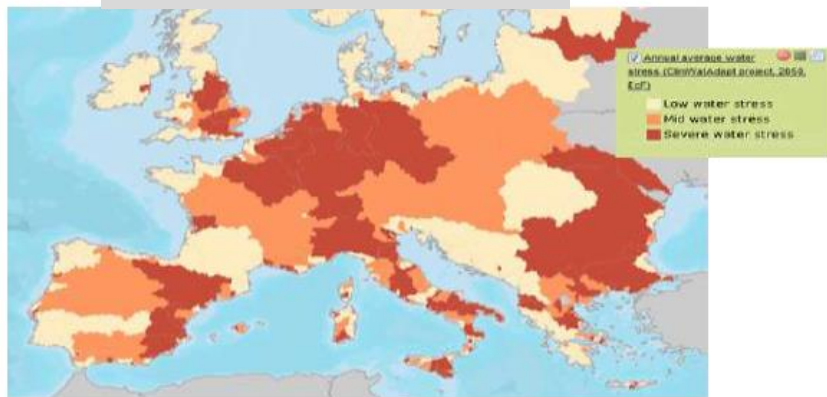 Annual average water
stress (ClimWatAdapt project, 2050,
EcF)
Low water stress
Mid water stress
Severe water stress